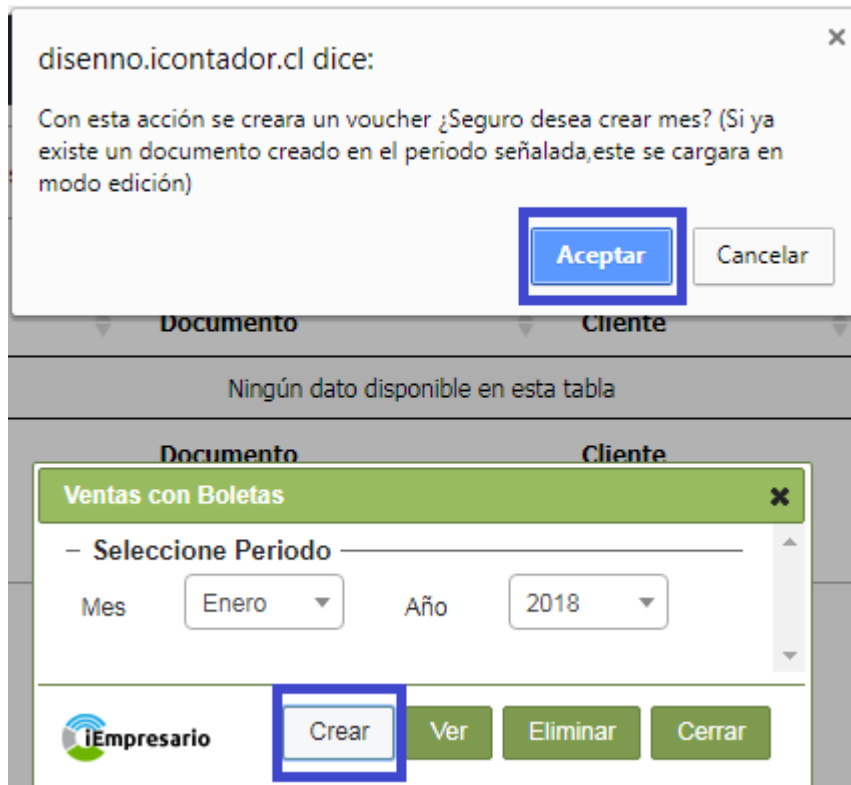 disenno.icontador.cl dice:
Con esta acción se creara un voucher ¿Seguro desea crear mes? (Si ya
existe un documento creado en el periodo señalada,este se cargara en
modo edición)
Aceptar Cancelar
Documento Cliente
Ningún dato disponible en esta tabla
Documento Cliente
Ventas con Boletas
Seleccione Periodo
Mes Enero Año 2018
iEmpresario Crear Ver Eliminar Cerrar